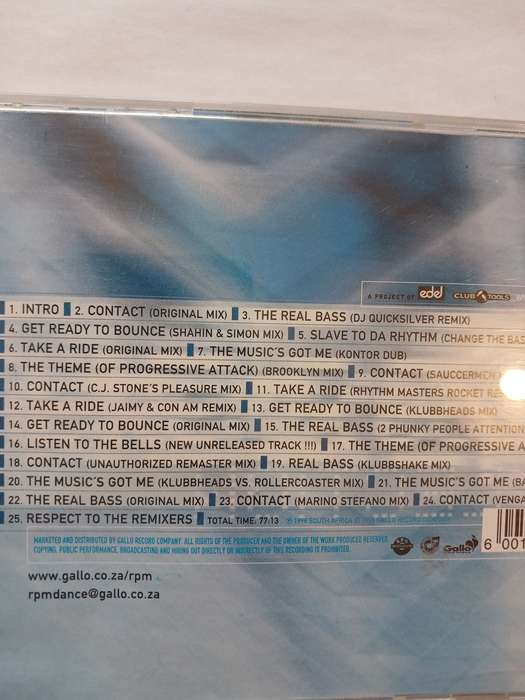 A PROJECT OF edel CLUB TOOLS
1. INTRO 2. CONTACT (ORIGINAL MIX) 3. THE REAL BASS (DJ QUICKSILVER REMIX)
4. GET READY TO BOUNCE (SHAHIN & SIMON MIX) 5. SLAVE TO DA RHYTHM (CHANGE THE BAS
6. TAKE A RIDE (ORIGINAL MIX) 7. THE MUSIC'S GOT ME (KONTOR DUB)
8. THE THEME (OF PROGRESSIVE ATTACK) (BROOKLYN MIX) 9. CONTACT (SAUCCERMEN
10. CONTACT (C.J. STONE'S PLEASURE MIX) 11. TAKE A RIDE (RHYTHM MASTERS ROCKET RE
12. TAKE A RIDE (JAIMY & CON AM REMIX) 13. GET READY TO BOUNCE (KLUBBHEADS MIX)
14. GET READY TO BOUNCE (ORIGINAL MIX) 15. THE REAL BASS (2 PHUNKY PEOPLE ATTENTION
16. LISTEN TO THE BELLS (NEW UNRELEASED TRACK !!!) 17. THE THEME (OF PROGRESSIVE A
18. CONTACT (UNAUTHORIZED REMASTER MIX) 19. REAL BASS (KLUBBSHAKE MIX)
20. THE MUSIC'S GOT ME (KLUBBHEADS VS. ROLLERCOASTER MIX) 21. THE MUSIC'S GOT ME (BA
22. THE REAL BASS (ORIGINAL MIX) 23. CONTACT (MARINO STEFANO MIX) 24. CONTACT (VENGA
25. RESPECT TO THE REMIXERS TOTAL TIME: 77:13
MARKETED AND DISTRIBUTED BY GALLO RECORD COMPANY. ALL RIGHTS OF THE PRODUCER AND THE OWNER OF THE WORK PRODUCED RESERVED.
COPYING, PUBLIC PERFORMANCE, BROADCASTING AND HIRING OUT DIRECTLY OR INDIRECTLY OF THIS RECORDING IS PROHIBITED.
Gallo
6 001
www.gallo.co.za/rpm
rpmdance@gallo.co.za